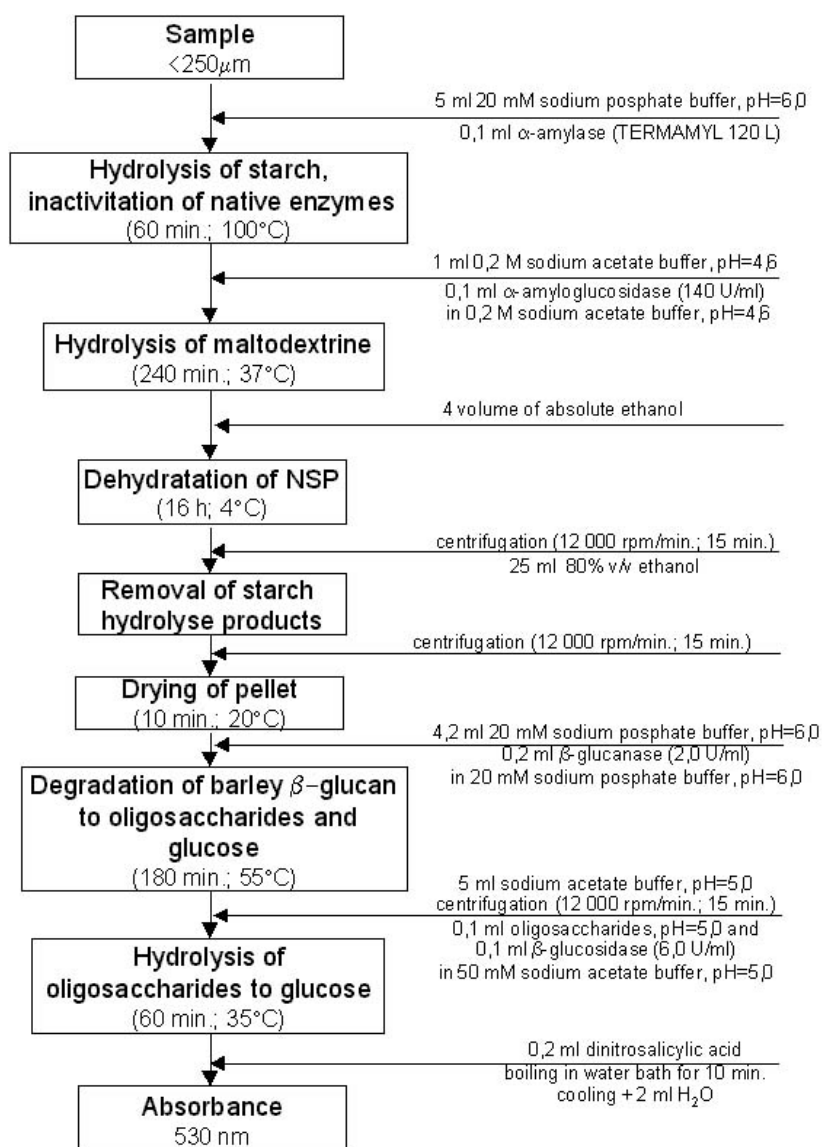 Sample
<250μm
5 ml 20 mM sodium posphate buffer, pH=6,0
0,1 ml α-amylase (TERMAMYL 120 L)
Hydrolysis of starch,
inactivitation of native enzymes
(60 min.; 100°C)
1 ml 0,2 M sodium acetate buffer, pH=4,6
0,1 ml α-amyloglucosidase (140 U/ml)
in 0,2 M sodium acetate buffer, pH=4,6
Hydrolysis of maltodextrine
(240 min.; 37°C)
4 volume of absolute ethanol
Dehydratation of NSP
(16 h; 4°C)
centrifugation (12 000 rpm/min.; 15 min.)
25 ml 80% v/v ethanol
Removal of starch
hydrolyse products
centrifugation (12 000 rpm/min.; 15 min.)
Drying of pellet
(10 min.; 20°C)
4,2 ml 20 mM sodium posphate buffer, pH=6,0
0,2 ml β-glucanase (2,0 U/ml)
in 20 mM sodium posphate buffer, pH=6,0
Degradation of barley β–glucan
to oligosaccharides and
glucose
(180 min.; 55°C)
5 ml sodium acetate buffer, pH=5,0
centrifugation (12 000 rpm/min.; 15 min.)
0,1 ml oligosaccharides, pH=5,0 and
0,1 ml β-glucosidase (6,0 U/ml)
in 50 mM sodium acetate buffer, pH=5,0
Hydrolysis of
oligosaccharides to glucose
(60 min.; 35°C)
0,2 ml dinitrosalicylic acid
boiling in water bath for 10 min.
cooling +2 ml H₂O
Absorbance
530 nm